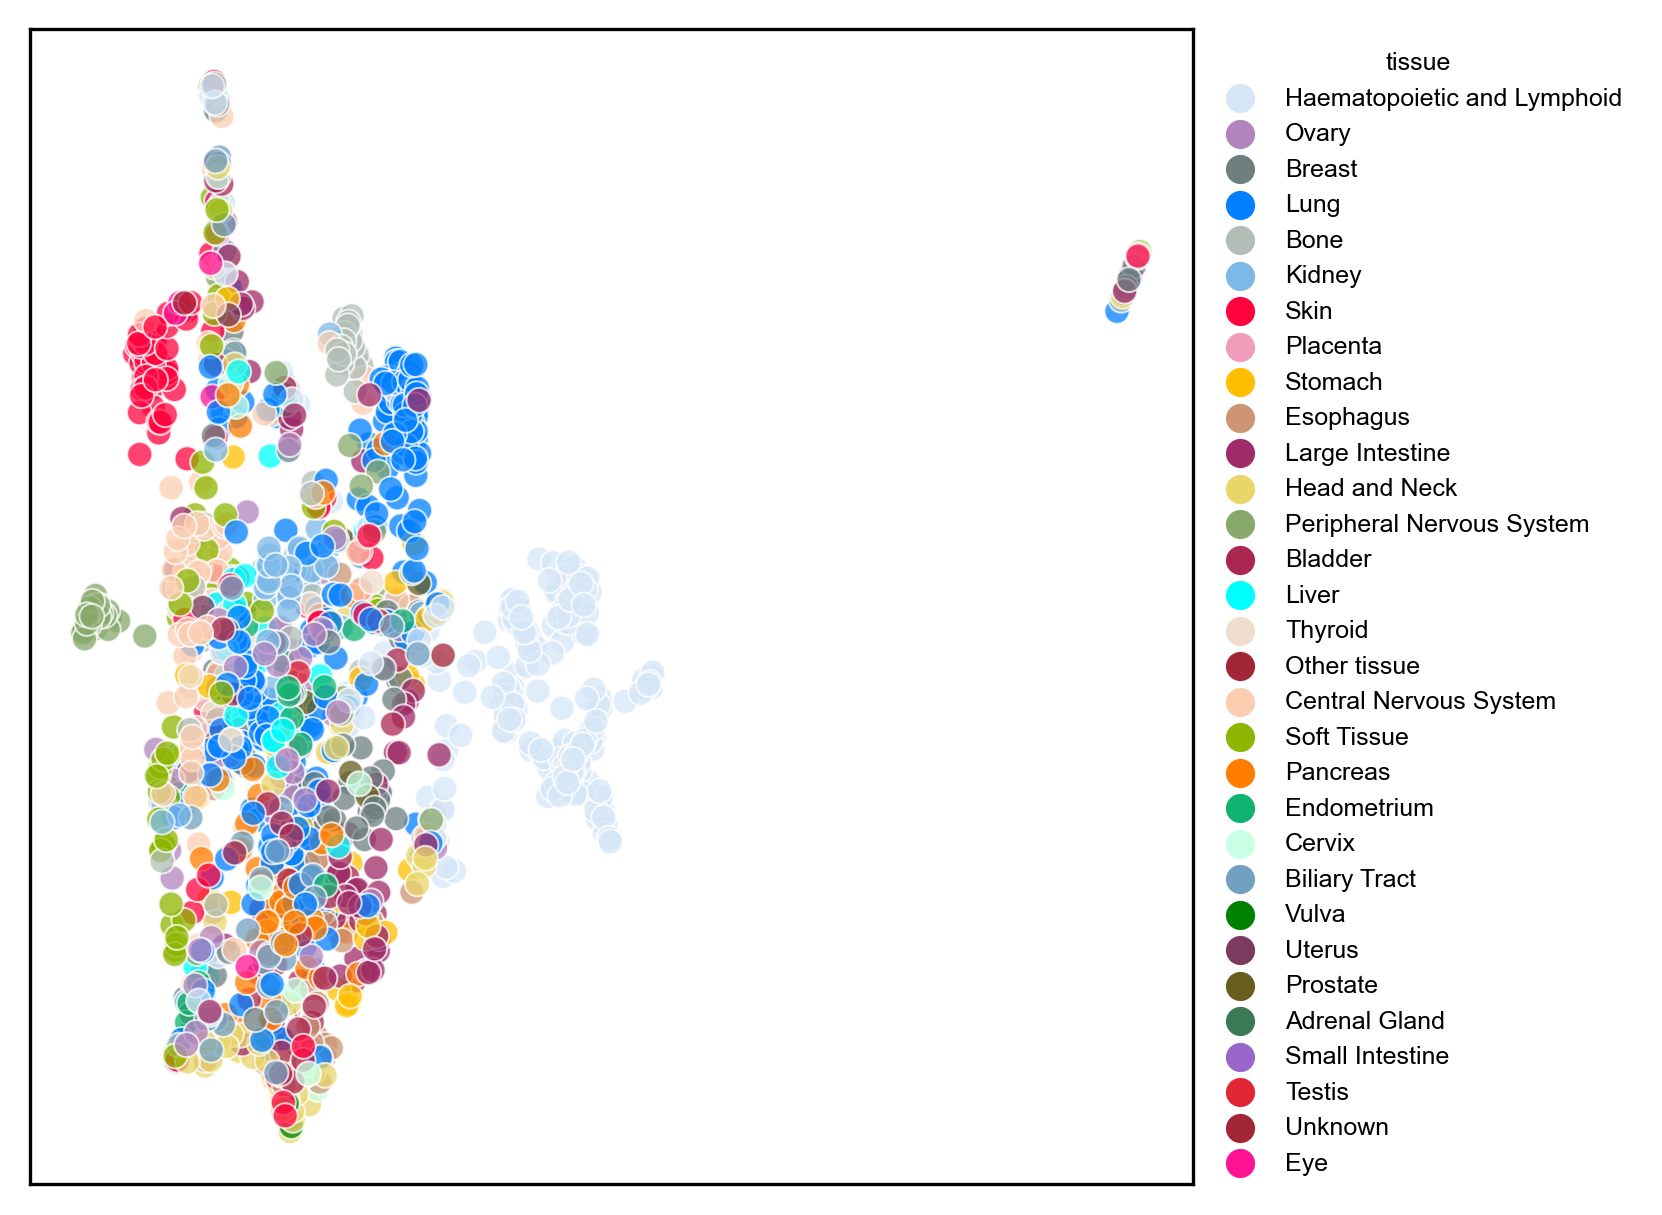 tissue
Haematopoietic and Lymphoid
Ovary
Breast
Lung
Bone
Kidney
Skin
Placenta
Stomach
Esophagus
Large Intestine
Head and Neck
Peripheral Nervous System
Bladder
Liver
Thyroid
Other tissue
Central Nervous System
Soft Tissue
Pancreas
Endometrium
Cervix
Biliary Tract
Vulva
Uterus
Prostate
Adrenal Gland
Small Intestine
Testis
Unknown
Eye